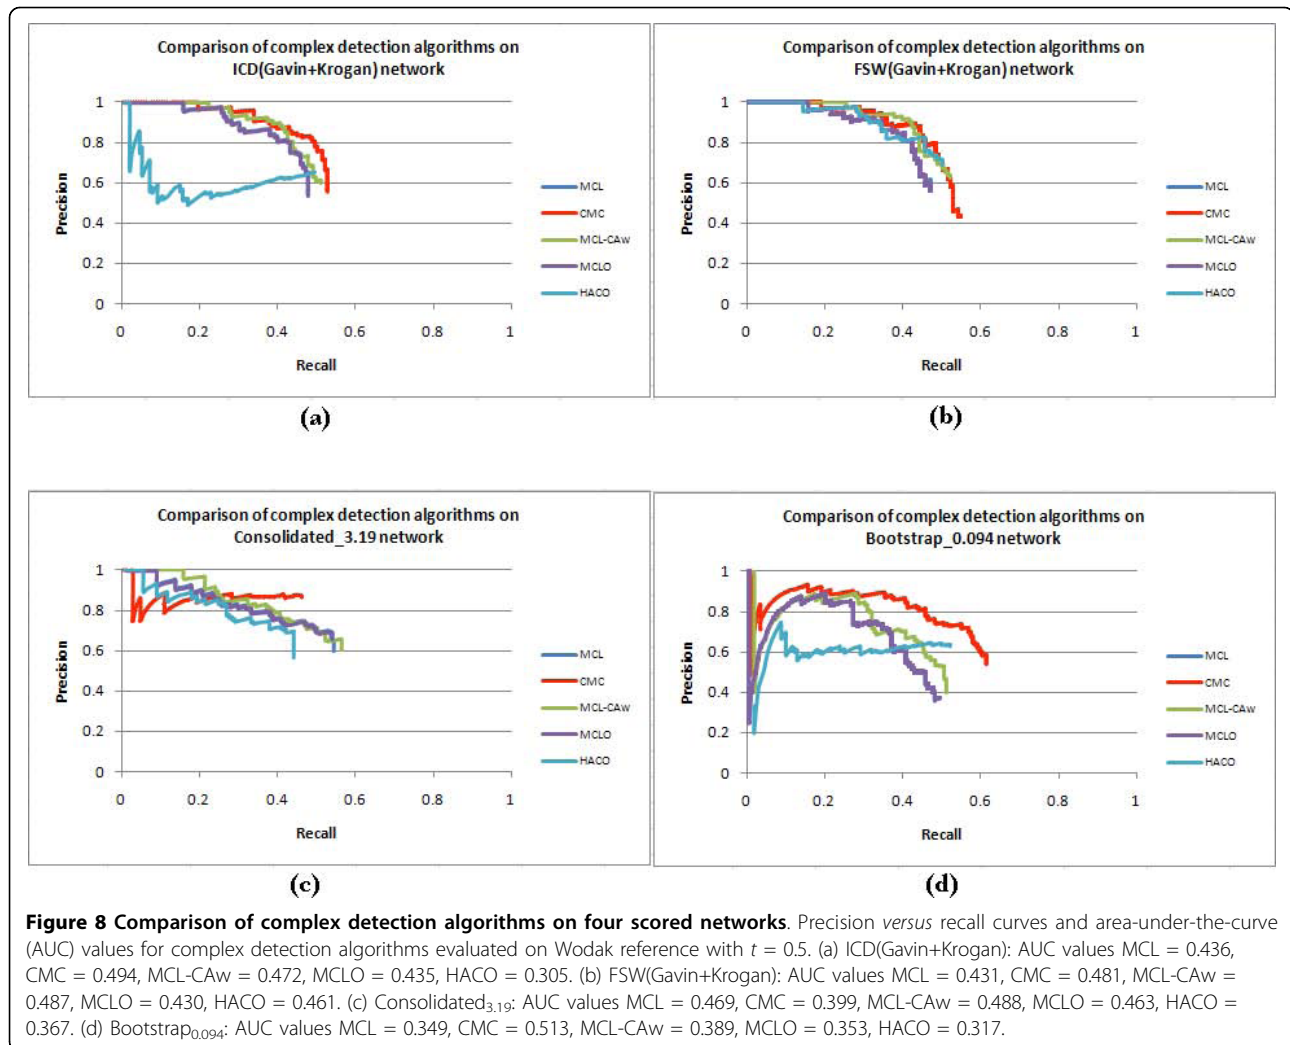 Comparison of complex detection algorithms on
ICD(Gavin+Krogan) network
1
0.8
0.6
0.4
0.2
0
Precision
0 0.2 0.4 0.6 0.8 1
Recall
MCL
CMC
MCL-CAw
MCLO
HACO
(a)
Comparison of complex detection algorithms on
FSW(Gavin+Krogan) network
1
0.8
0.6
0.4
0.2
0
Precision
0 0.2 0.4 0.6 0.8 1
Recall
MCL
CMC
MCL-CAw
MCLO
HACO
(b)
Comparison of complex detection algorithms on
Consolidated_3.19 network
1
0.8
0.6
0.4
0.2
0
Precision
0 0.2 0.4 0.6 0.8 1
Recall
MCL
CMC
MCL-CAw
MCLO
HACO
(c)
Comparison of complex detection algorithms on
Bootstrap_0.094 network
1
0.8
0.6
0.4
0.2
0
Precision
0 0.2 0.4 0.6 0.8 1
Recall
MCL
CMC
MCL-CAw
MCLO
HACO
(d)
Figure 8 Comparison of complex detection algorithms on four scored networks. Precision versus recall curves and area-under-the-curve
(AUC) values for complex detection algorithms evaluated on Wodak reference with t = 0.5. (a) ICD(Gavin+Krogan): AUC values MCL = 0.436,
CMC = 0.494, MCL-CAw = 0.472, MCLO = 0.435, HACO = 0.305. (b) FSW(Gavin+Krogan): AUC values MCL = 0.431, CMC = 0.481, MCL-CAw =
0.487, MCLO = 0.430, HACO = 0.461. (c) Consolidated3.19: AUC values MCL = 0.469, CMC = 0.399, MCL-CAw = 0.488, MCLO = 0.463, HACO =
0.367. (d) Bootstrap0.094: AUC values MCL = 0.349, CMC = 0.513, MCL-CAw = 0.389, MCLO = 0.353, HACO = 0.317.